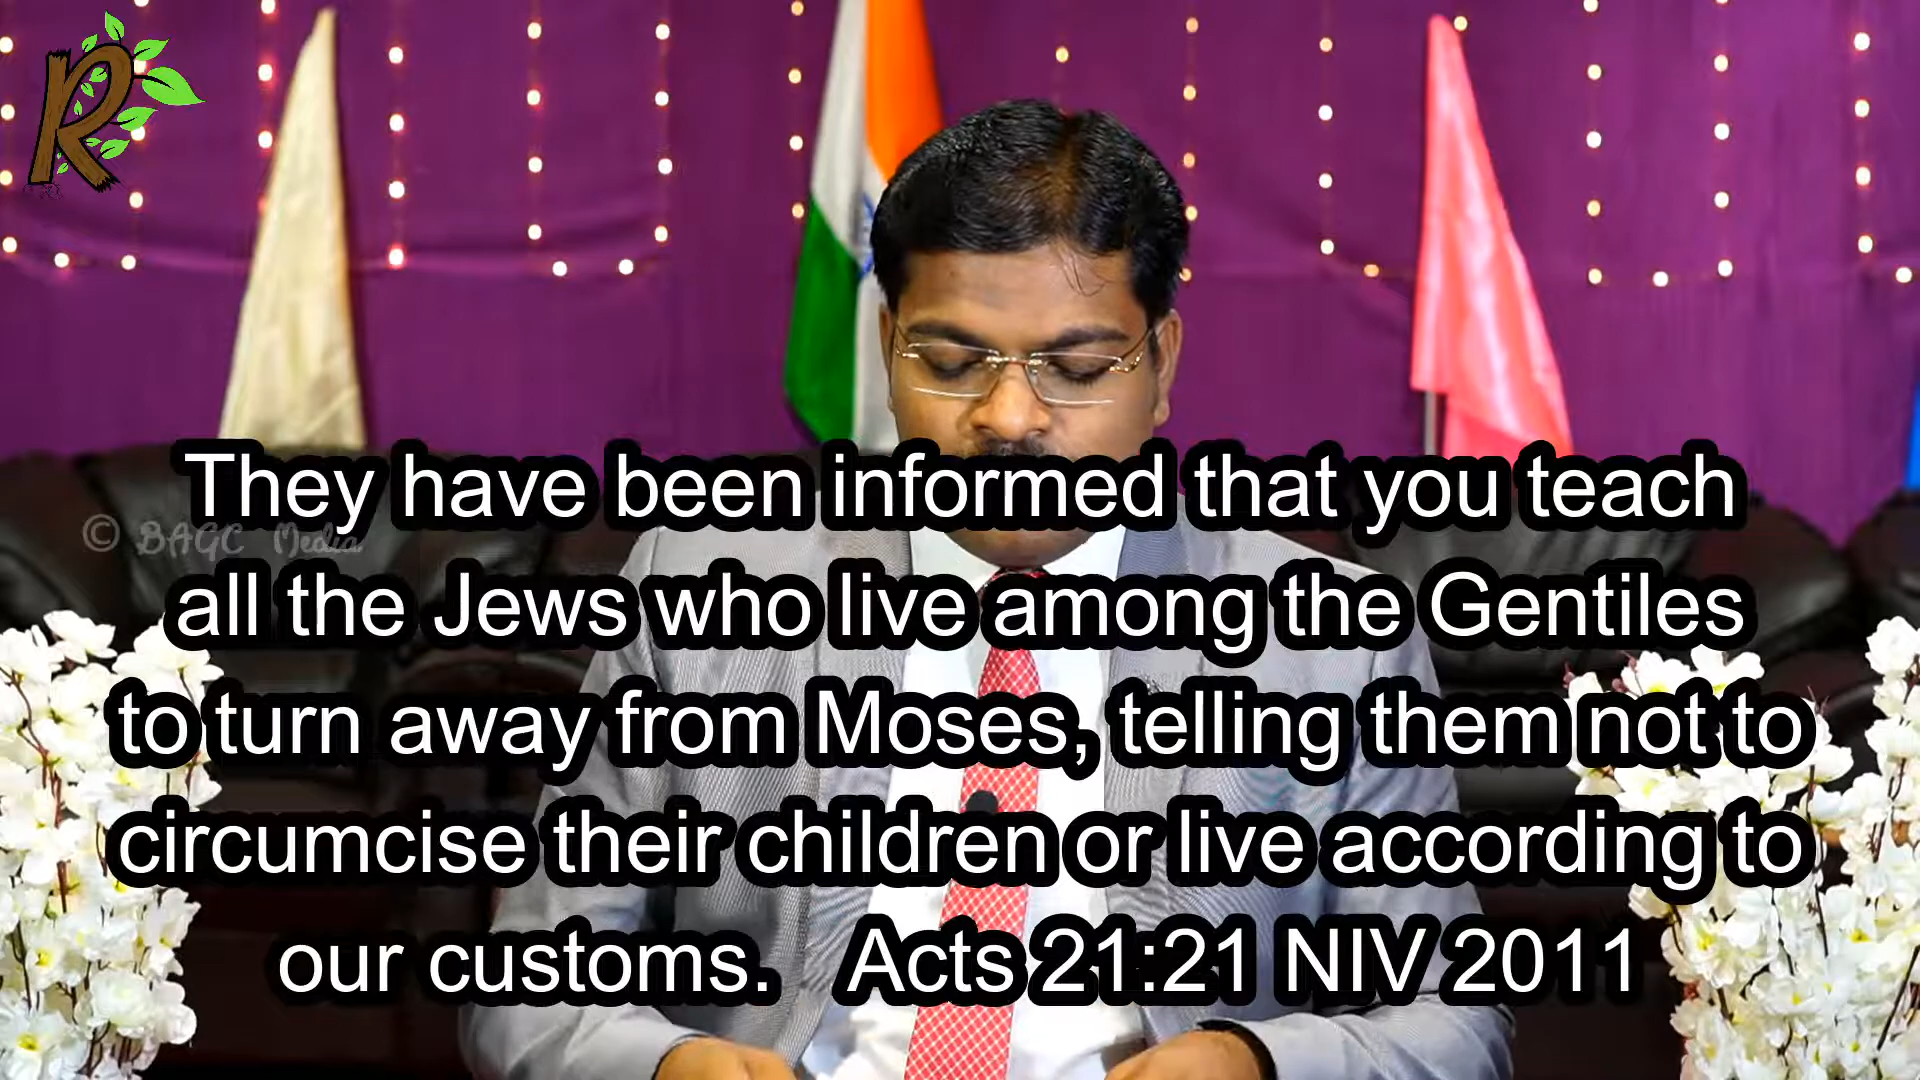 R
They have been informed that you teach
© BAGC Media
all the Jews who live among the Gentiles
to turn away from Moses, telling them not to
circumcise their children or live according to
our customs. Acts 21:21 NIV 2011